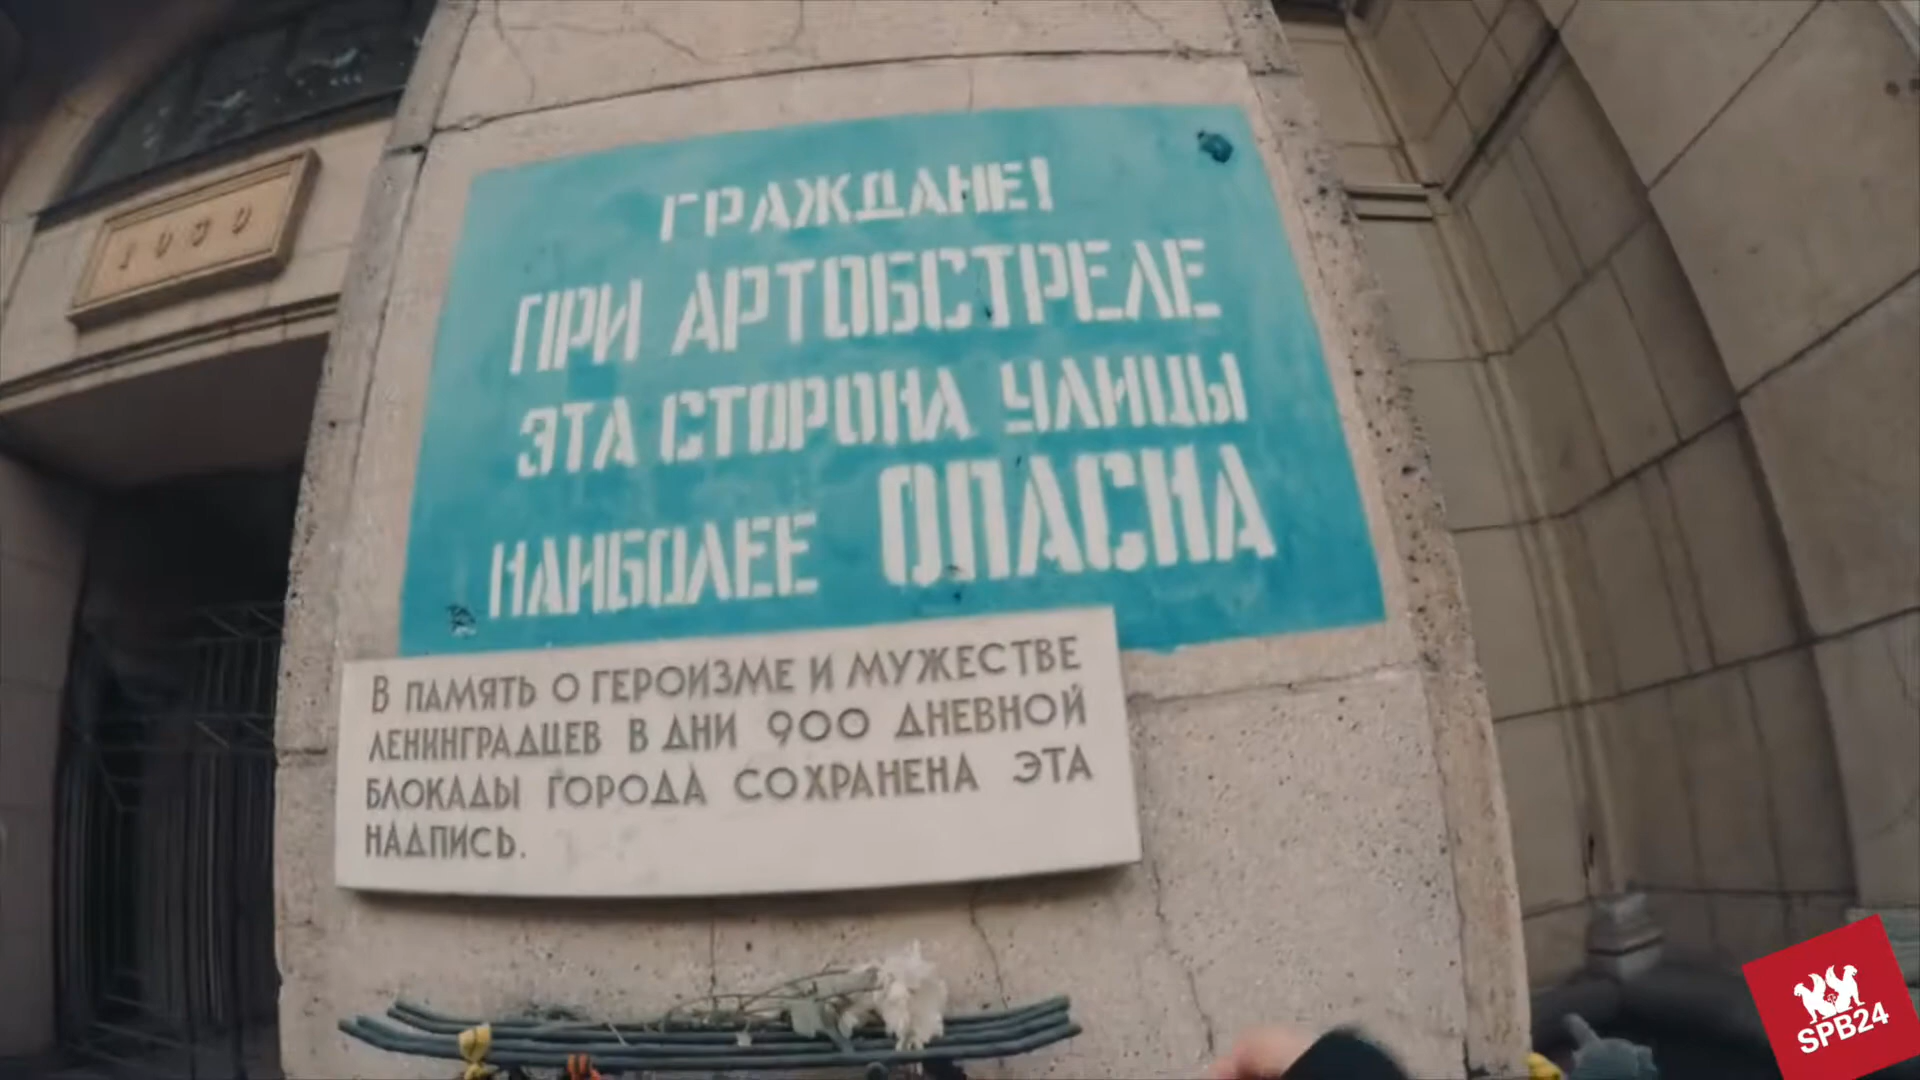 ГРАЖДАНЕ!
ПРИ АРТОБСТРЕЛЕ
ЭТА СТОРОНА УЛИЦЫ
НАИБОЛЕЕ ОПАСНА
В ПАМЯТЬ О ГЕРОИЗМЕ И МУЖЕСТВЕ
ЛЕНИНГРАДЦЕВ В ДНИ 900 ДНЕВНОЙ
БЛОКАДЫ ГОРОДА СОХРАНЕНА ЭТА
НАДПИСЬ.
SPB24